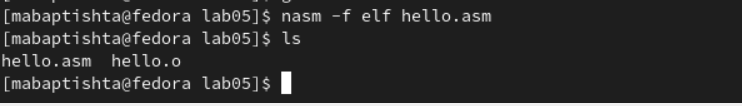 [mabaptishta@fedora lab05]$ nasm -f elf hello.asm
[mabaptishta@fedora lab05]$ ls
hello.asm  hello.o
[mabaptishta@fedora lab05]$